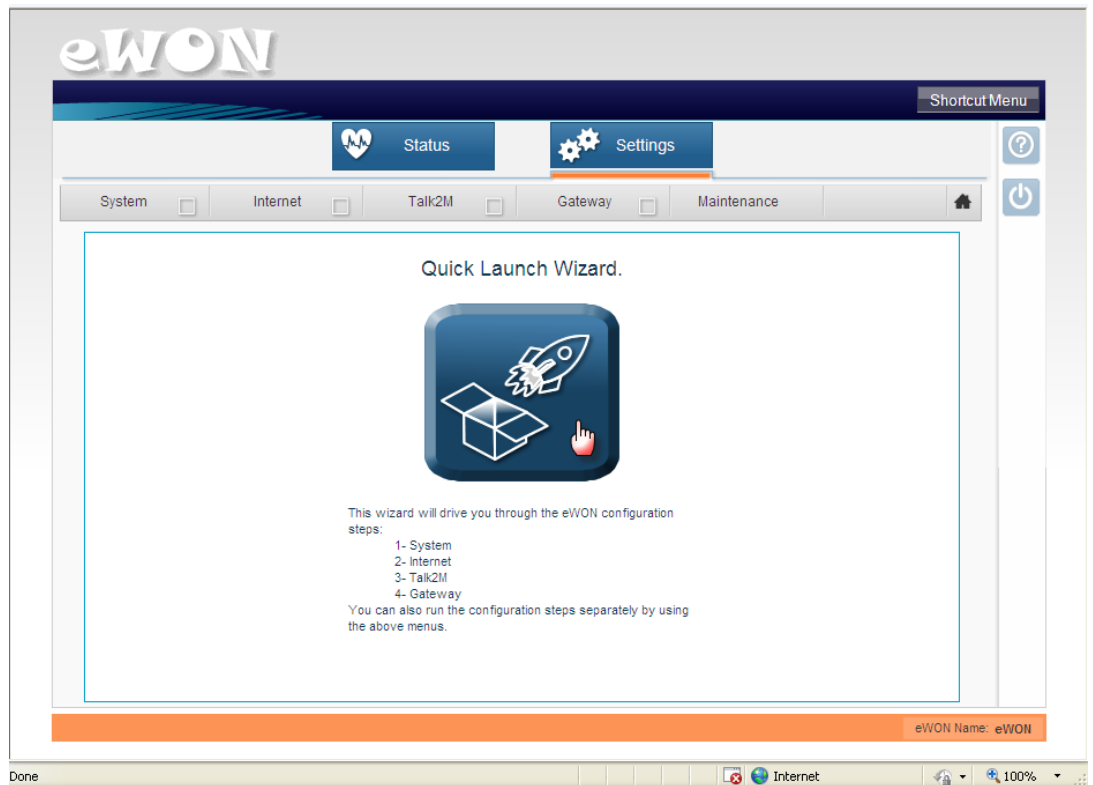 eWON
Shortcut Menu
Status
Settings
?
System
Internet
Talk2M
Gateway
Maintenance
Quick Launch Wizard.
This wizard will drive you through the eWON configuration
steps:
1- System
2- Internet
3- Talk2M
4- Gateway
You can also run the configuration steps separately by using
the above menus.
eWON Name: eWON
Done
Internet
100%